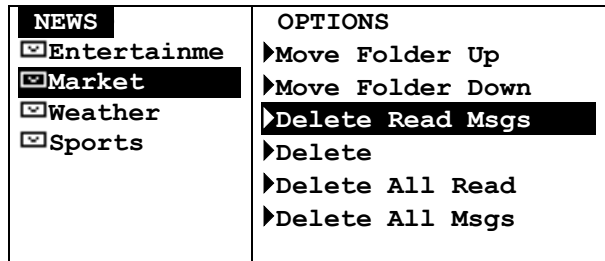 NEWS
Entertainme
Market
Weather
Sports
OPTIONS
Move Folder Up
Move Folder Down
Delete Read Msgs
Delete
Delete All Read
Delete All Msgs